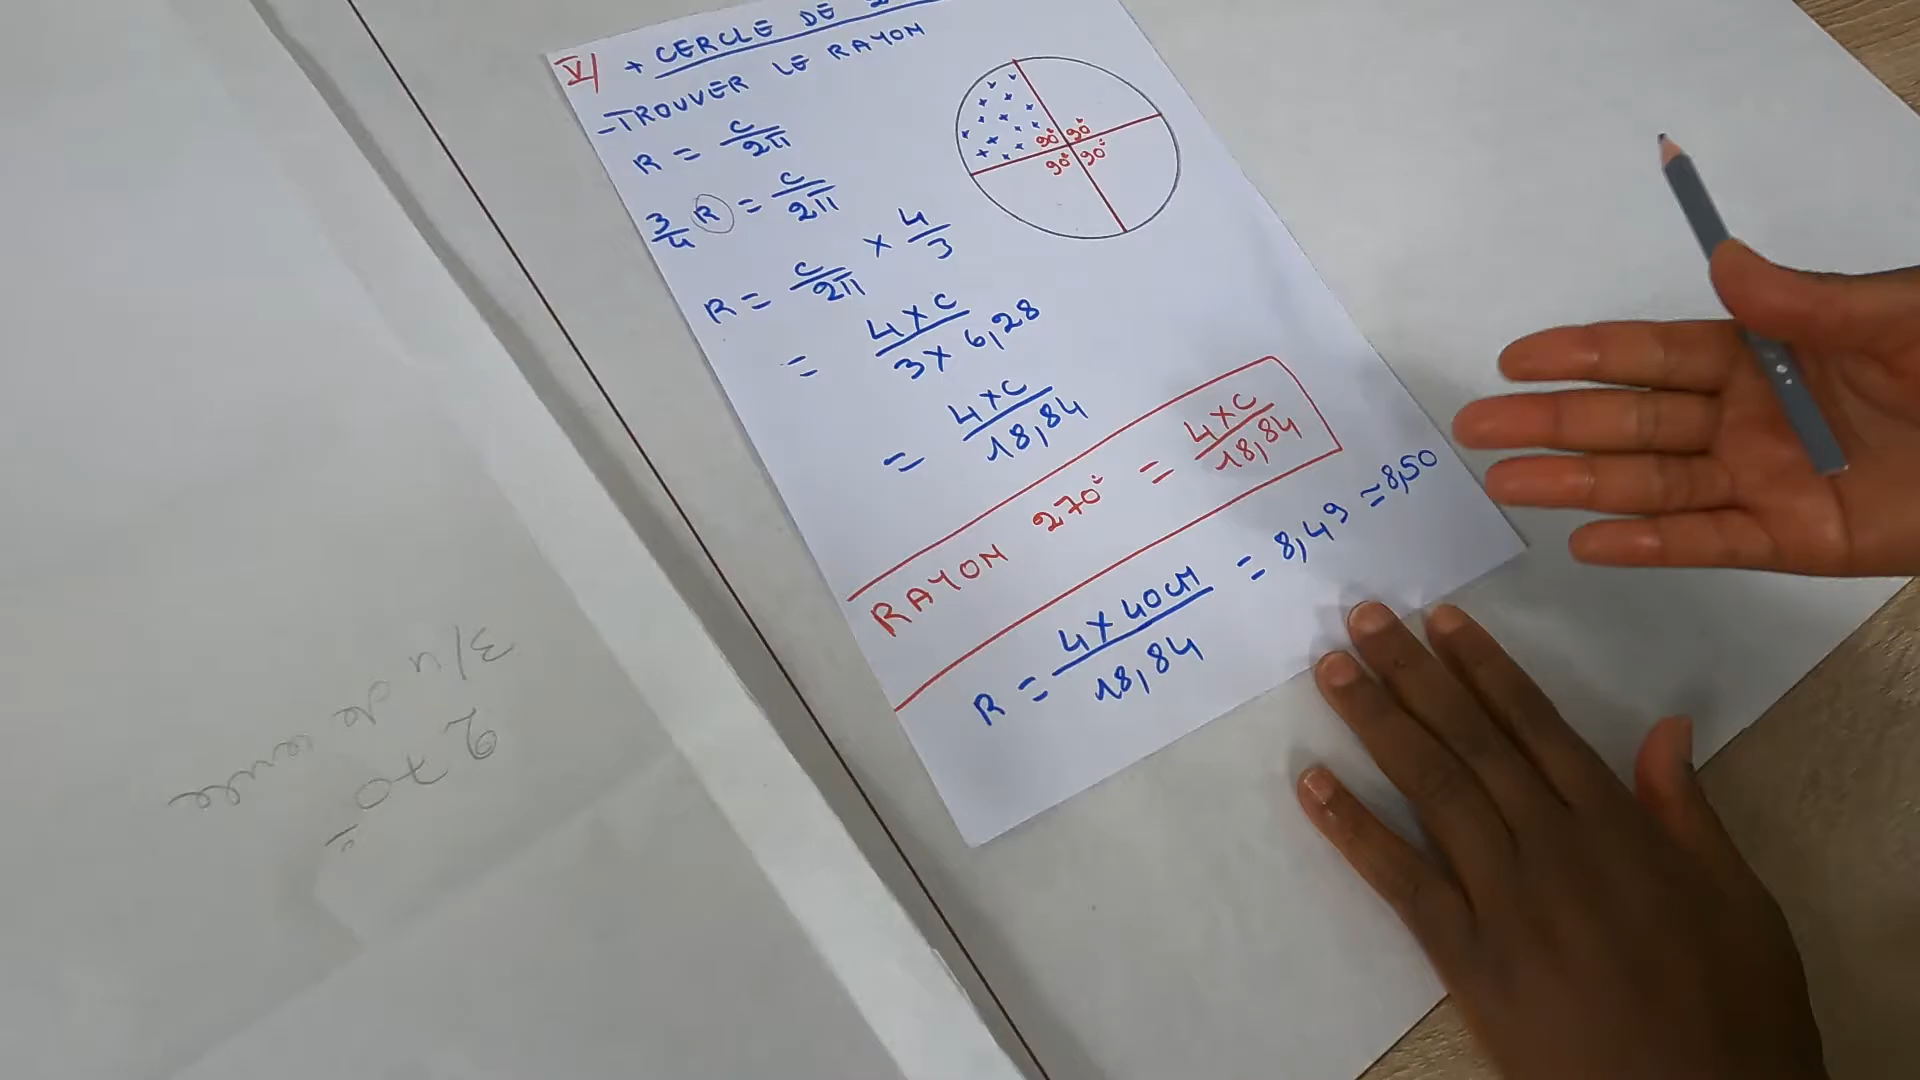 V/ + CERCLE DE
- TROUVER LE RAYON
R = C/2π
3/4 R = C/2π
R = C/2π × 4/3
= 4×C/3×6,28
= 4×C/18,84
RAYON 270° = 4×C/18,84
R = 4×40CM/18,84 = 8,49 ≈ 8,50
90° 90°
90° 90°
270°
3/4 de cercle